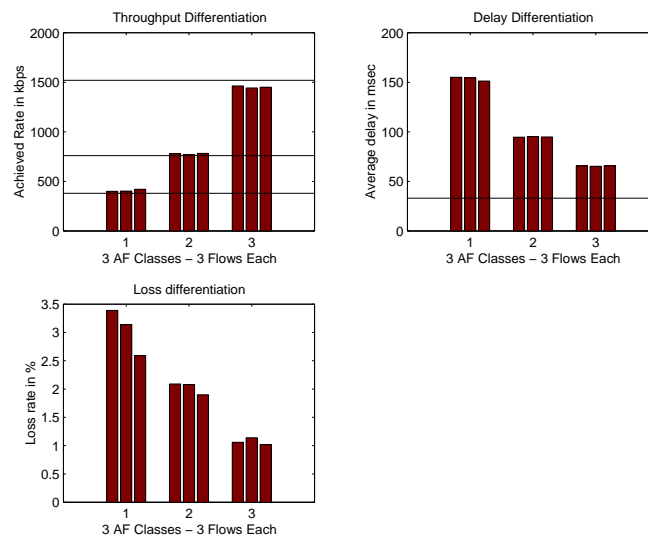 Throughput Differentiation
2000
1500
1000
500
0
Achieved Rate in kbps
1 2 3
3 AF Classes – 3 Flows Each
Delay Differentiation
200
150
100
50
0
Average delay in msec
1 2 3
3 AF Classes – 3 Flows Each
Loss differentiation
3.5
3
2.5
2
1.5
1
0.5
0
Loss rate in %
1 2 3
3 AF Classes – 3 Flows Each